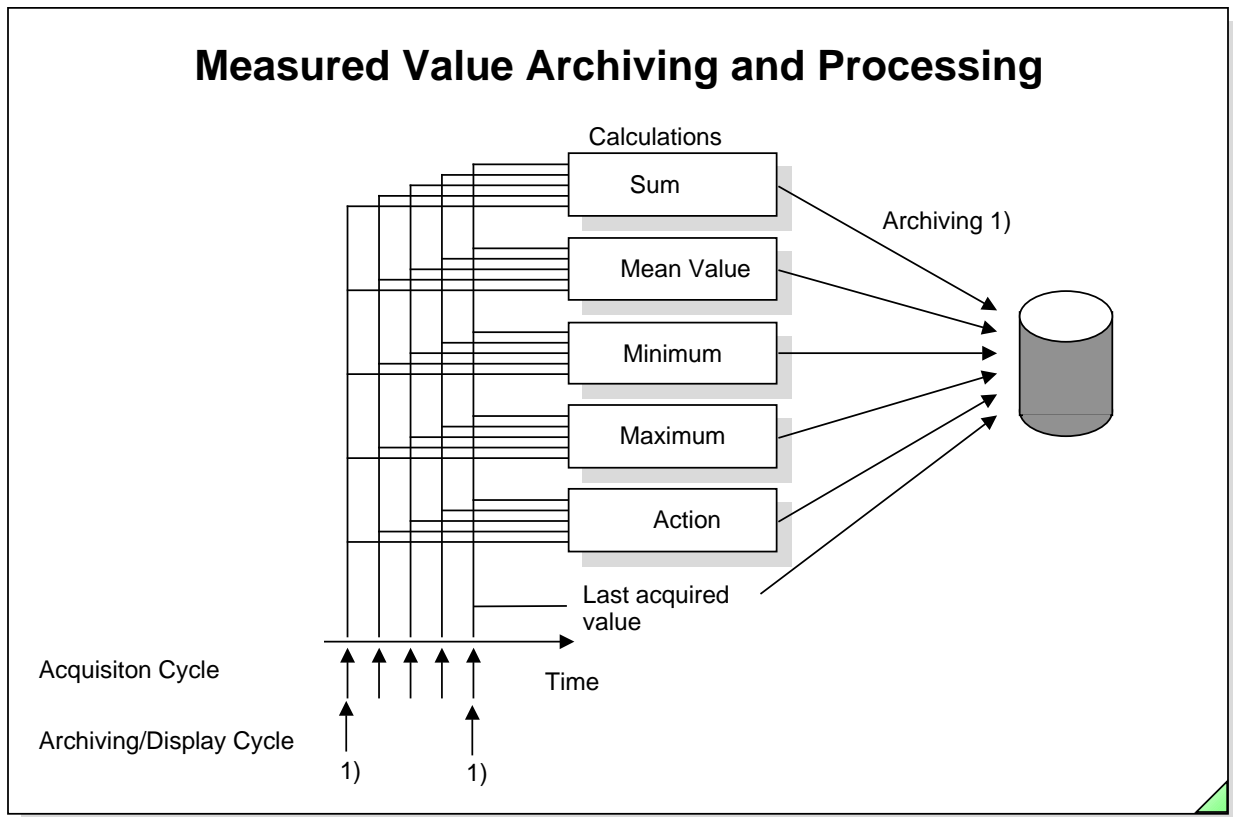 Measured Value Archiving and Processing
Calculations
Sum
Archiving 1)
Mean Value
Minimum
Maximum
Action
Last acquired
value
Acquisiton Cycle
Time
Archiving/Display Cycle
1)
1)